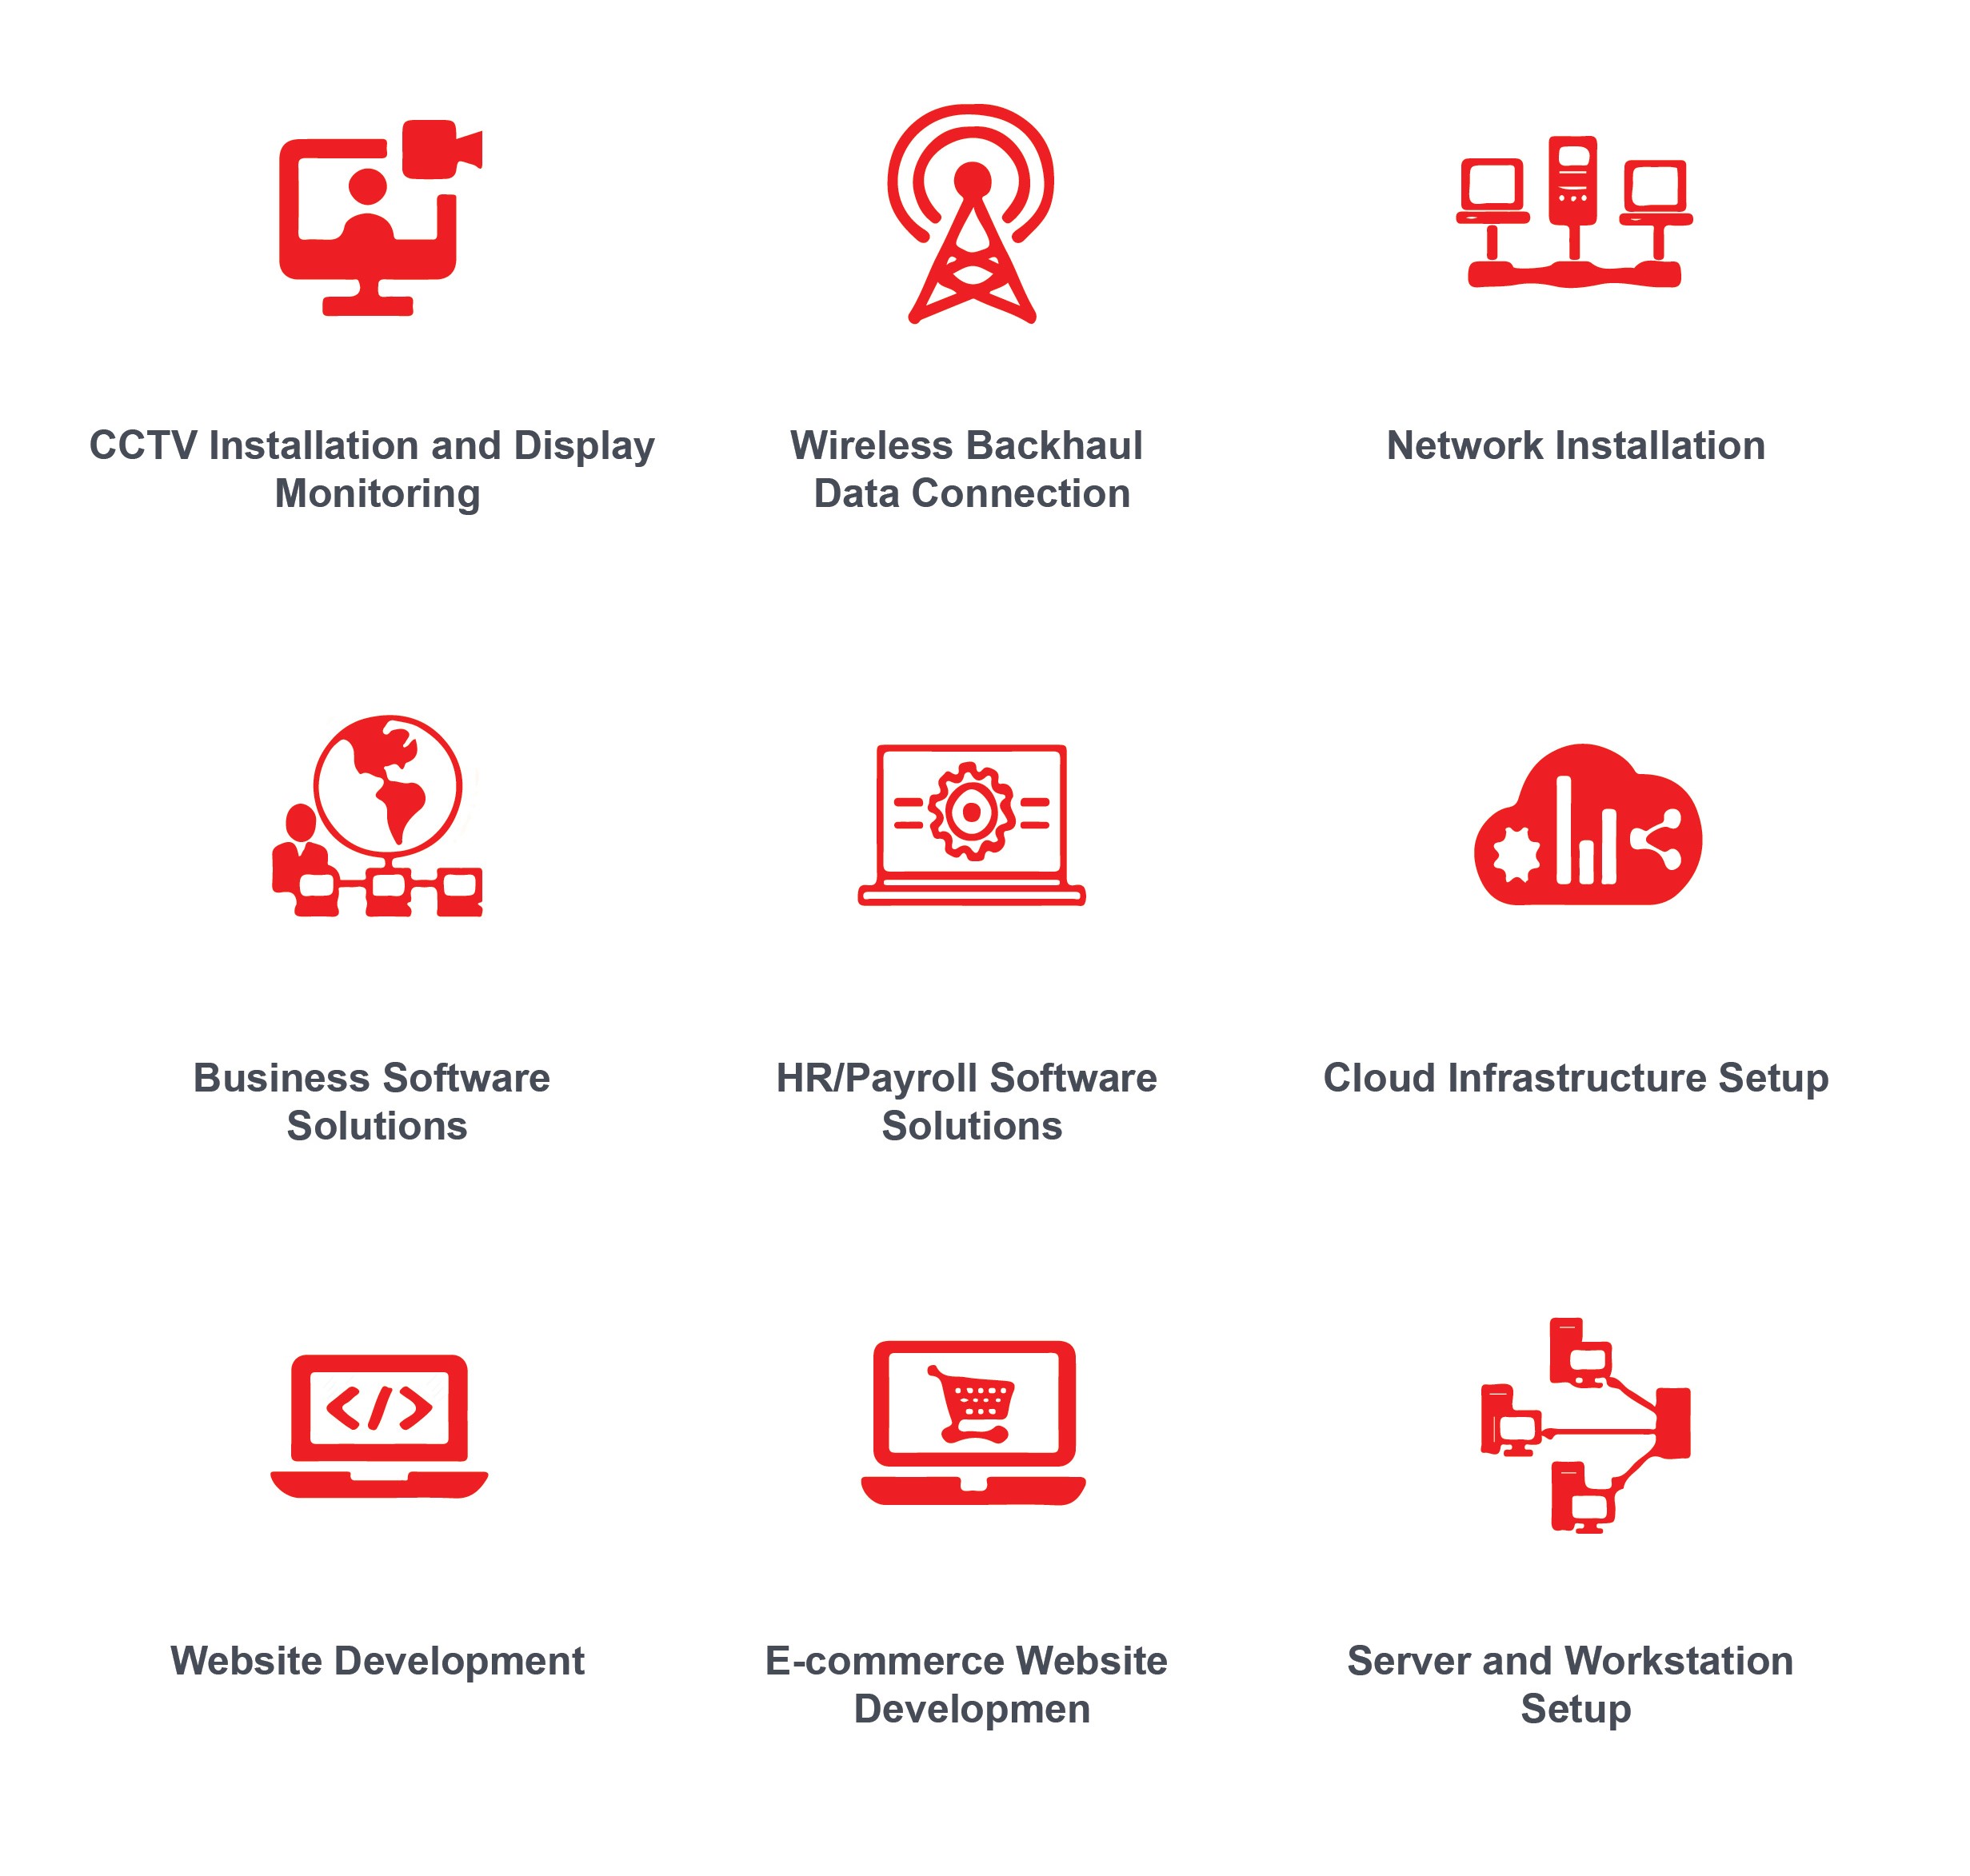 CCTV Installation and Display
Monitoring
Wireless Backhaul
Data Connection
Network Installation
Business Software
Solutions
HR/Payroll Software
Solutions
Cloud Infrastructure Setup
</>
Website Development
E-commerce Website
Developmen
Server and Workstation
Setup